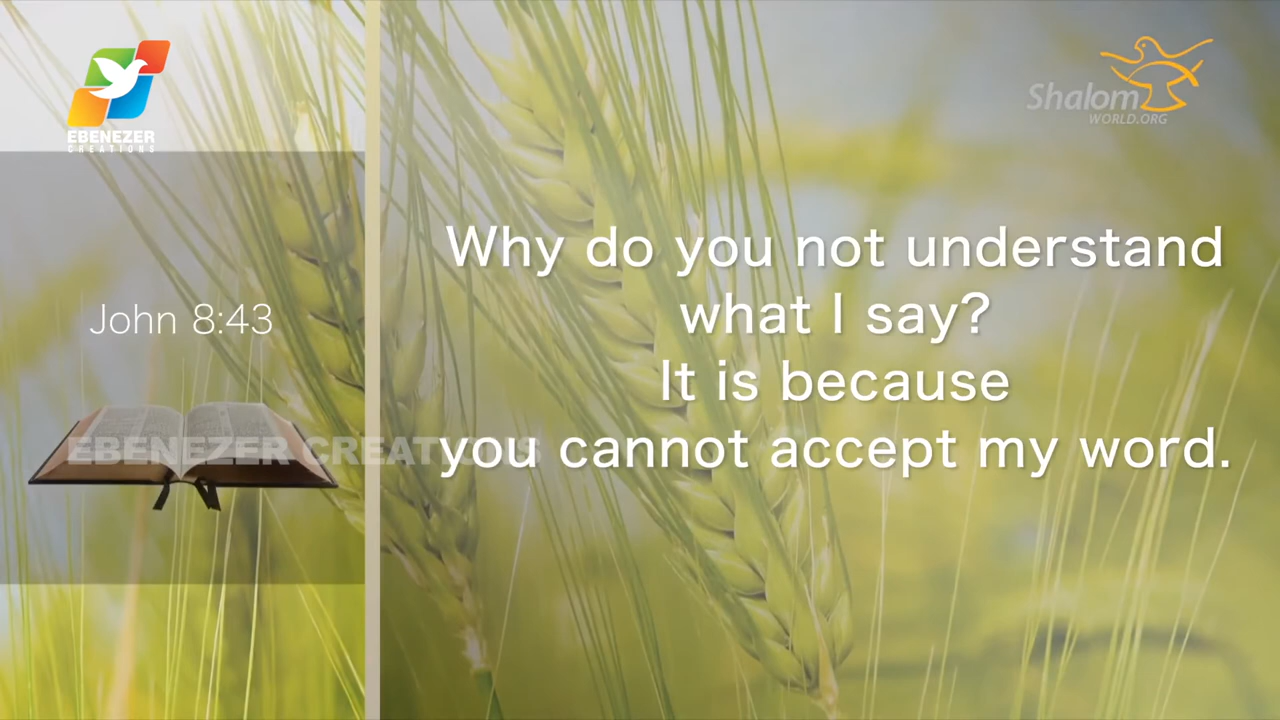 EBENEZER
CREATIONS
Shalom
WORLD.ORG
John 8:43
EBENEZER CREATIONS
Why do you not understand
what I say?
It is because
you cannot accept my word.